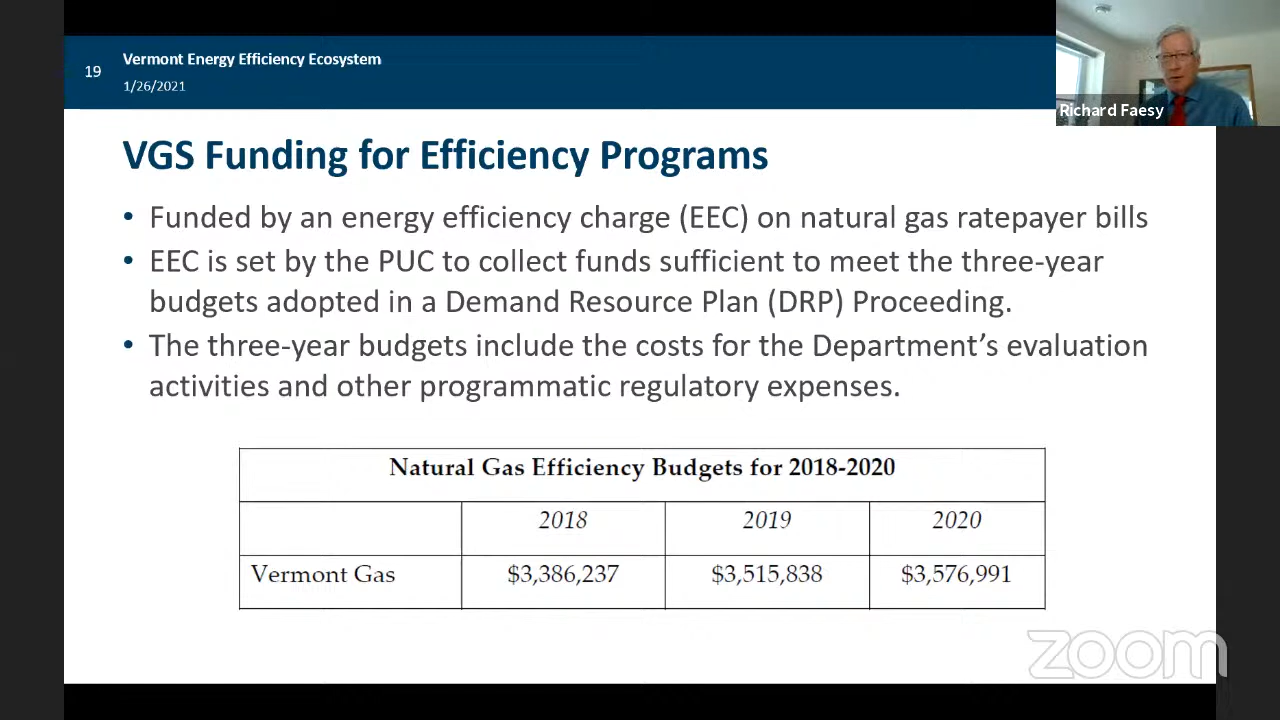 19
Vermont Energy Efficiency Ecosystem
1/26/2021
Richard Faesy
VGS Funding for Efficiency Programs
• Funded by an energy efficiency charge (EEC) on natural gas ratepayer bills
• EEC is set by the PUC to collect funds sufficient to meet the three-year
budgets adopted in a Demand Resource Plan (DRP) Proceeding.
• The three-year budgets include the costs for the Department’s evaluation
activities and other programmatic regulatory expenses.
Natural Gas Efficiency Budgets for 2018-2020
2018 2019 2020
Vermont Gas $3,386,237 $3,515,838 $3,576,991
zoom